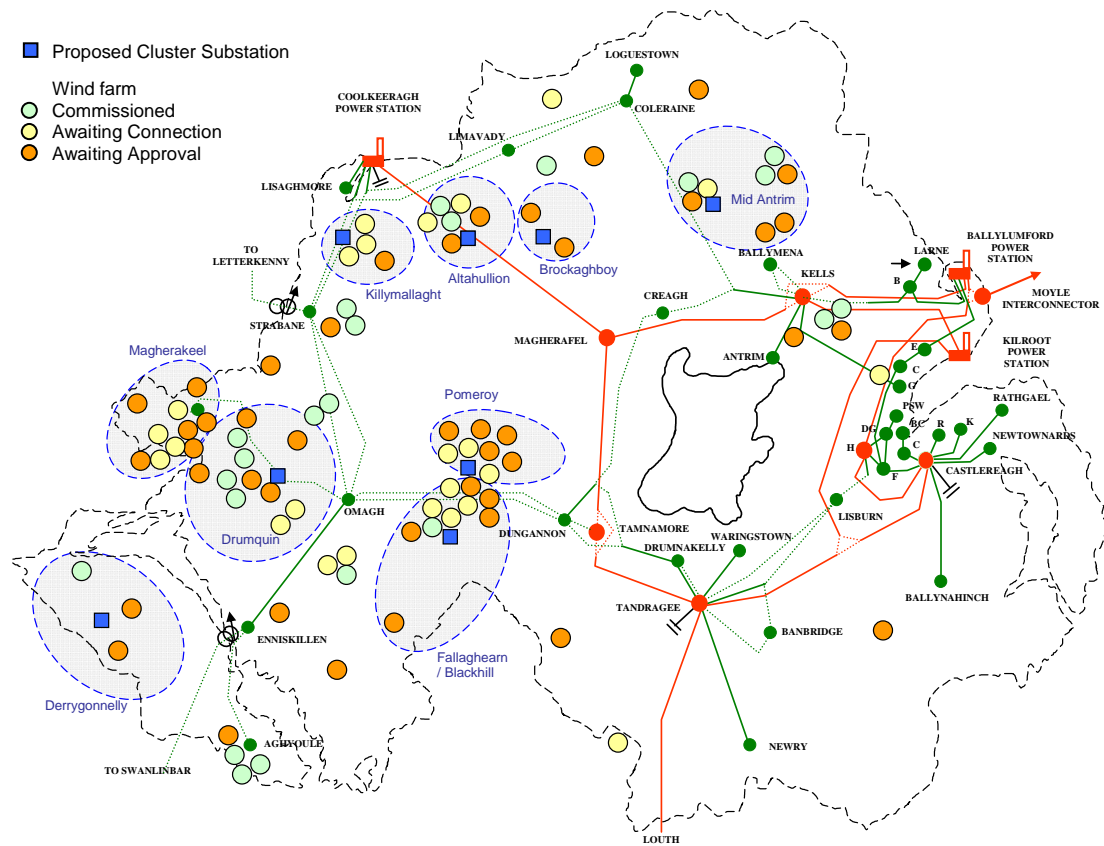 Proposed Cluster Substation
Wind farm
Commissioned
Awaiting Connection
Awaiting Approval
COOLKEERAGH
POWER STATION
LOGUESTOWN
COLERAINE
LIMAVADY
LISAGHMORE
TO
LETTERKENNY
STRABANE
Killymallaght
Altahullion
Brockaghboy
Mid Antrim
BALLYMENA
KELLS
LARNE
B
BALLYLUMFORD
POWER
STATION
MOYLE
INTERCONNECTOR
CREAGH
MAGHERAFEL
ANTRIM
KILROOT
POWER
STATION
E
C
G
Magherakeel
Pomeroy
PSW
DG
BC
R
K
RATHGAEL
NEWTOWNARDS
H
C
CASTLEREAGH
F
OMAGH
Drumquin
DUNGANNON
TAMNAMORE
LISBURN
WARINGSTOWN
DRUMNAKELLY
BALLYNAHINCH
TANDRAGEE
ENNISKILLEN
BANBRIDGE
Fallaghearn
/ Blackhill
Derrygonnelly
AGHYOULE
TO SWANLINBAR
NEWRY
LOUTH